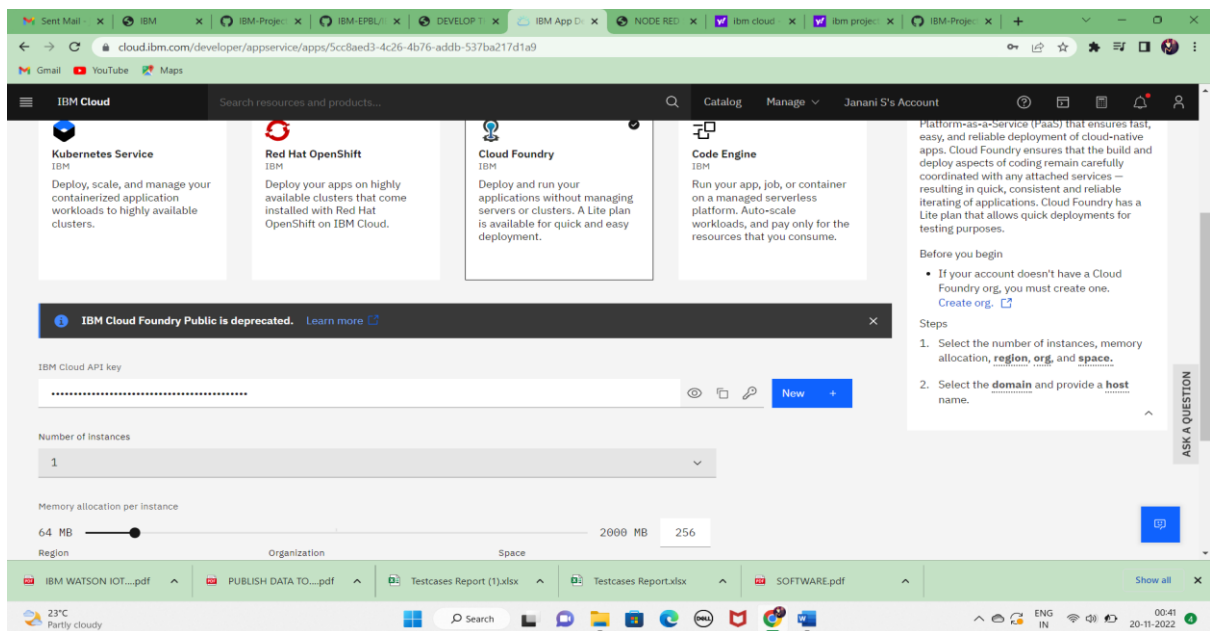 Sent Mail -
IBM
IBM-Projec
IBM-EPBL/I
DEVELOP T
IBM App De
NODE RED
ibm cloud -
ibm projec
IBM-Projec
cloud.ibm.com/developer/appservice/apps/5cc8aed3-4c26-4b76-addb-537ba217d1a9
Gmail YouTube Maps
IBM Cloud
Search resources and products...
Catalog Manage Janani S's Account
Kubernetes Service
IBM
Deploy, scale, and manage your
containerized application
workloads to highly available
clusters.
Red Hat OpenShift
IBM
Deploy your apps on highly
available clusters that come
installed with Red Hat
OpenShift on IBM Cloud.
Cloud Foundry
IBM
Deploy and run your
applications without managing
servers or clusters. A Lite plan
is available for quick and easy
deployment.
Code Engine
IBM
Run your app, job, or container
on a managed serverless
platform. Auto-scale
workloads, and pay only for the
resources that you consume.
IBM Cloud Foundry Public is deprecated. Learn more
IBM Cloud API key
New +
Number of instances
1
Memory allocation per instance
64 MB 2000 MB 256
Region Organization Space
Platform-as-a-Service (PaaS) that ensures fast,
easy, and reliable deployment of cloud-native
apps. Cloud Foundry ensures that the build and
deploy aspects of coding remain carefully
coordinated with any attached services —
resulting in quick, consistent and reliable
iterating of applications. Cloud Foundry has a
Lite plan that allows quick deployments for
testing purposes.
Before you begin
• If your account doesn't have a Cloud
Foundry org, you must create one.
Create org.
Steps
1. Select the number of instances, memory
allocation, region, org, and space.
2. Select the domain and provide a host
name.
ASK A QUESTION
IBM WATSON IOT....pdf
PUBLISH DATA TO....pdf
Testcases Report (1).xlsx
Testcases Report.xlsx
SOFTWARE.pdf
Show all
23°C
Partly cloudy
Search
DELL
ENG
IN
00:41
20-11-2022
4